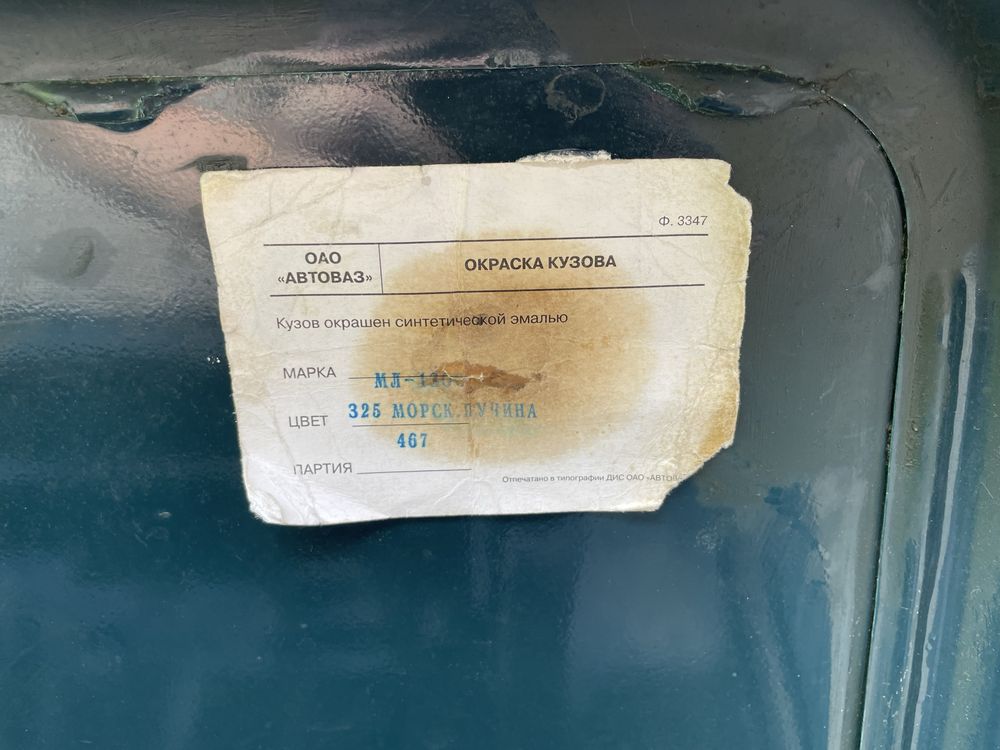 Ф. 3347
ОАО «АВТОВАЗ»
ОКРАСКА КУЗОВА
Кузов окрашен синтетической эмалью
МАРКА
ЦВЕТ 325 МОРСК.ПУЧИНА
467
ПАРТИЯ
Отпечатано в типографии ДИС ОАО